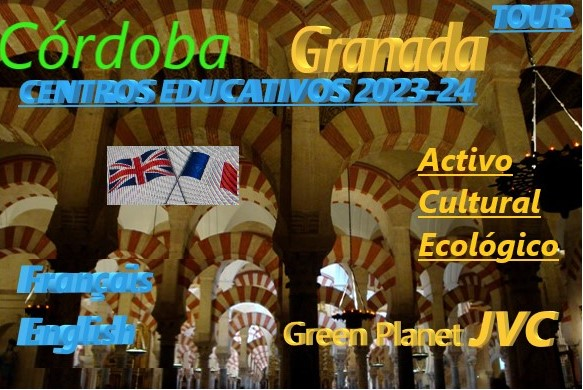 TOUR
Córdoba Granada
CENTROS EDUCATIVOS 2023-24
Activo
Cultural
Ecológico
Français
English
Green Planet JVC